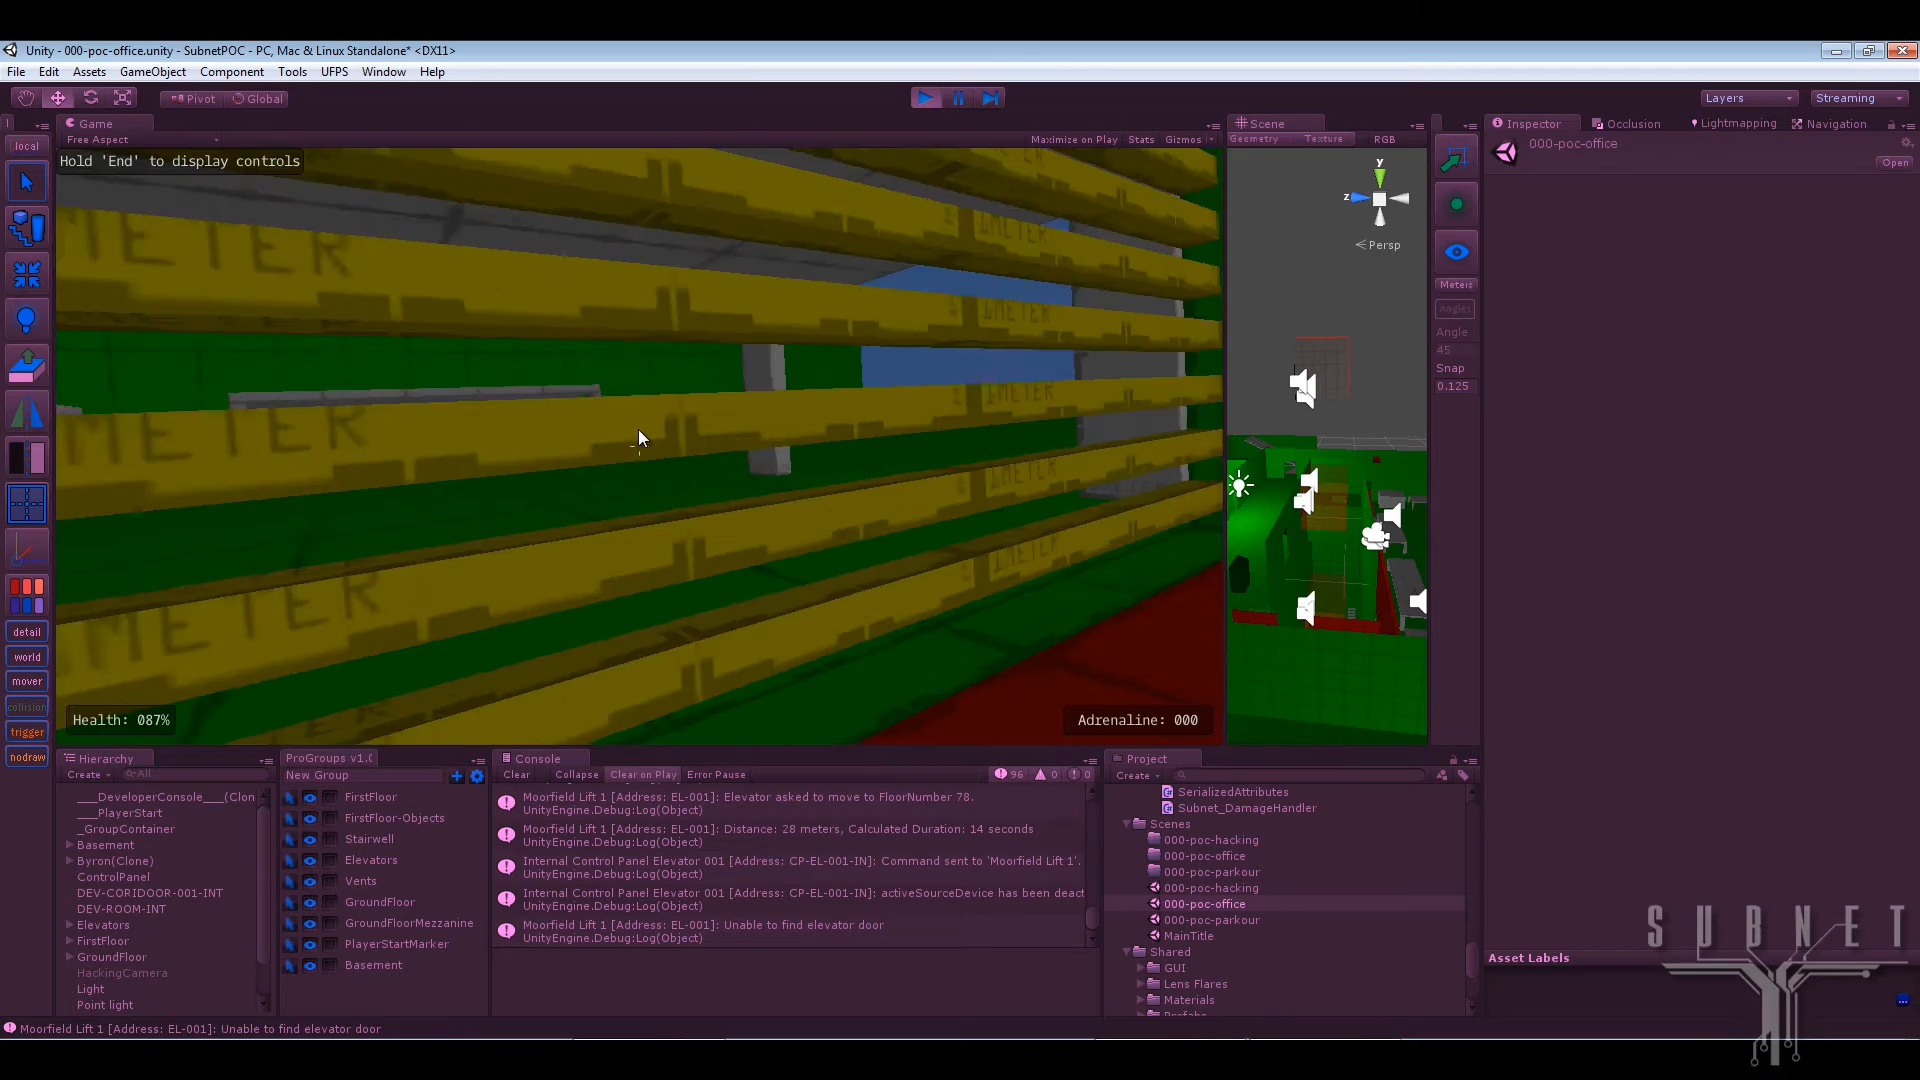 Unity - 000-poc-office.unity - SubnetPOC - PC, Mac & Linux Standalone* <DX11>
File Edit Assets GameObject Component Tools UFPS Window Help
Pivot Global Layers Streaming
Game
Free Aspect Maximize on Play Stats Gizmos
Hold 'End' to display controls
METER
IMETER
METER
IMETER
METER
IMETER
METER
IMETER
Health: 087%
Adrenaline: 000
local
detail
world
mover
collision
trigger
nodraw
Scene
Geometry Texture RGB
y
z
Persp
Meters
Angles
Angle
45
Snap
0.125
Inspector Occlusion Lightmapping Navigation
000-poc-office
Open
Asset Labels
Hierarchy
Create All
___DeveloperConsole___(Clon
___PlayerStart
_GroupContainer
Basement
Byron(Clone)
ControlPanel
DEV-CORIDOOR-001-INT
DEV-ROOM-INT
Elevators
FirstFloor
GroundFloor
HackingCamera
Light
Point light
ProGroups v1.0
New Group
FirstFloor
FirstFloor-Objects
Stairwell
Elevators
Vents
GroundFloor
GroundFloorMezzanine
PlayerStartMarker
Basement
Console
Clear Collapse Clear on Play Error Pause 96 0 0
Moorfield Lift 1 [Address: EL-001]: Elevator asked to move to FloorNumber 78.
UnityEngine.Debug:Log(Object)
Moorfield Lift 1 [Address: EL-001]: Distance: 28 meters, Calculated Duration: 14 seconds
UnityEngine.Debug:Log(Object)
Internal Control Panel Elevator 001 [Address: CP-EL-001-IN]: Command sent to 'Moorfield Lift 1'.
UnityEngine.Debug:Log(Object)
Internal Control Panel Elevator 001 [Address: CP-EL-001-IN]: activeSourceDevice has been deact
UnityEngine.Debug:Log(Object)
Moorfield Lift 1 [Address: EL-001]: Unable to find elevator door
UnityEngine.Debug:Log(Object)
Project
Create
SerializedAttributes
Subnet_DamageHandler
Scenes
000-poc-hacking
000-poc-office
000-poc-parkour
000-poc-hacking
000-poc-office
000-poc-parkour
MainTitle
Shared
GUI
Lens Flares
Materials
Prefabs
Moorfield Lift 1 [Address: EL-001]: Unable to find elevator door
SUBNET